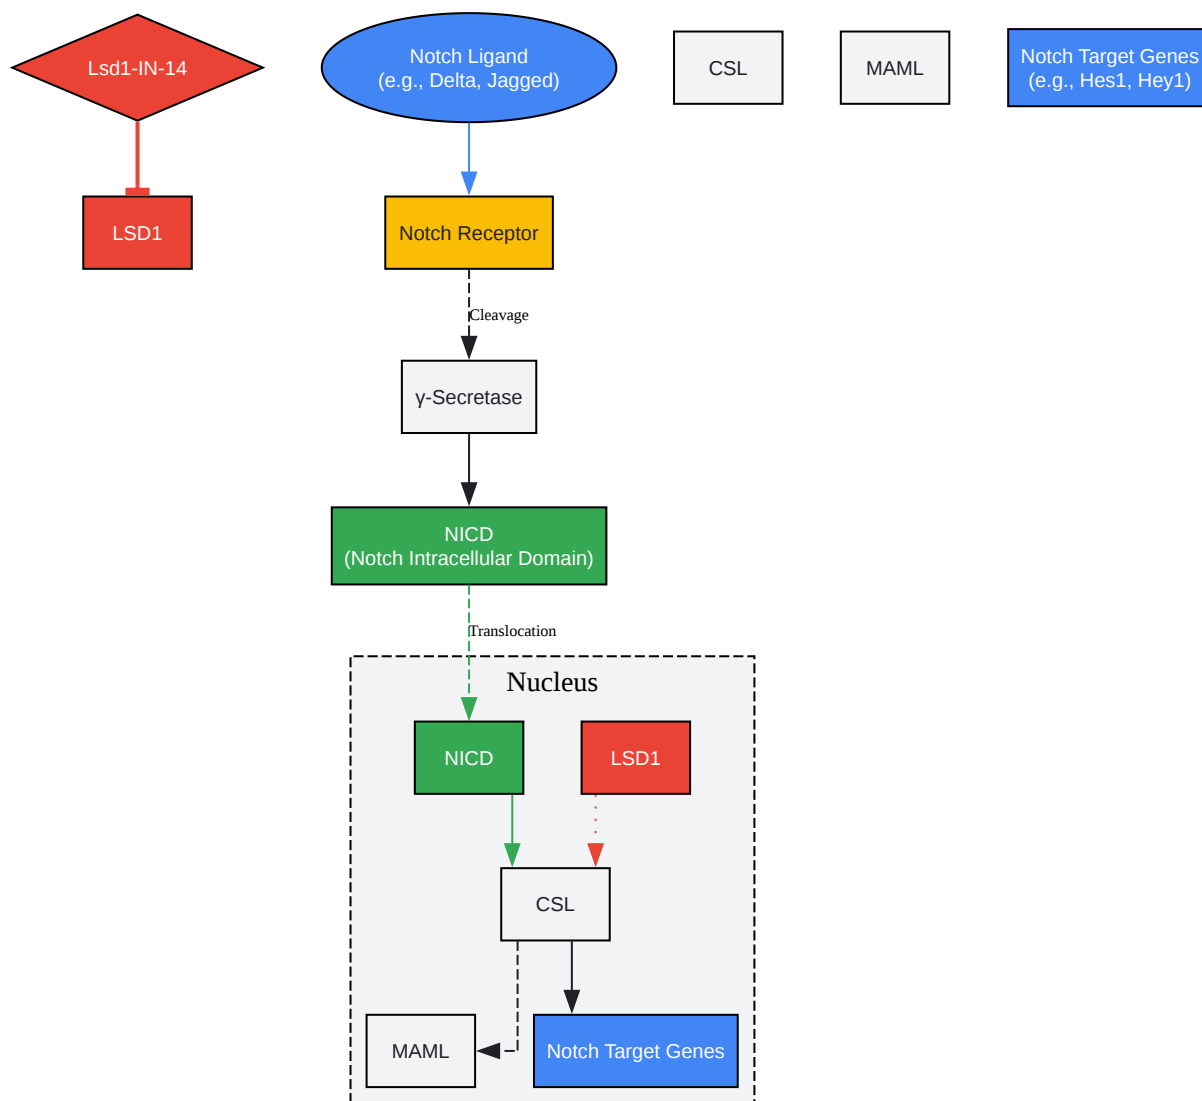 Lsd1-IN-14
Notch Ligand
(e.g., Delta, Jagged)
CSL
MAML
Notch Target Genes
(e.g., Hes1, Hey1)
LSD1
Notch Receptor
Cleavage
γ-Secretase
NICD
(Notch Intracellular Domain)
Translocation
Nucleus
NICD
LSD1
CSL
MAML
Notch Target Genes